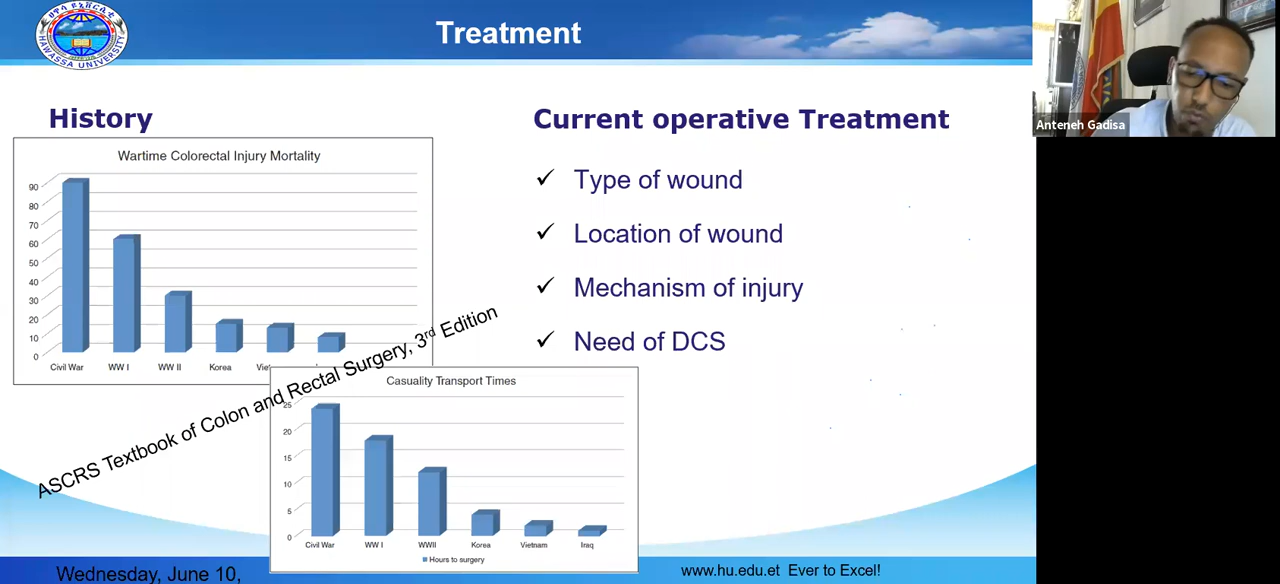 Treatment
HAWASSA UNIVERSITY
Anteneh Gadisa
History
Wartime Colorectal Injury Mortality
90
80
70
60
50
40
30
20
10
0
Civil War WW I WW II Korea
ASCRS Textbook of Colon and Rectal Surgery, 3rd Edition
Casuality Transport Times
25
20
15
10
5
0
Civil War WW I WWII Korea Vietnam Iraq
Hours to surgery
Current operative Treatment
✓ Type of wound
✓ Location of wound
✓ Mechanism of injury
✓ Need of DCS
Wednesday, June 10,
www.hu.edu.et Ever to Excel!